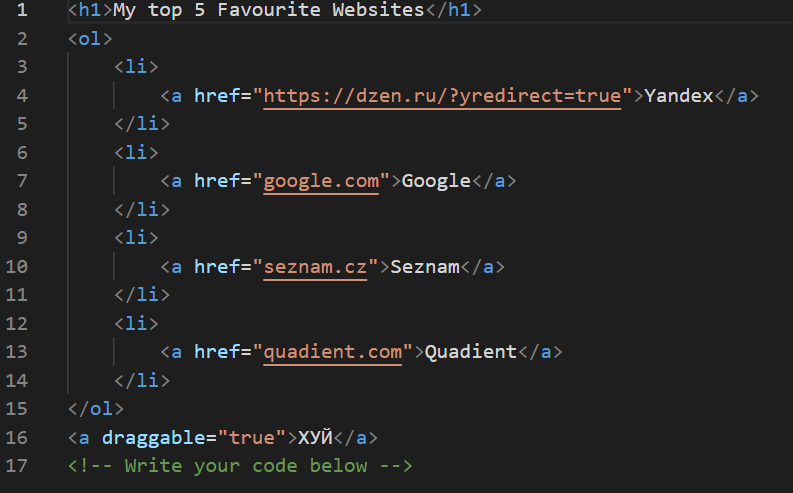 1 <h1>My top 5 Favourite Websites</h1>
2 <ol>
3 <li>
4 <a href="https://dzen.ru/?yredirect=true">Yandex</a>
5 </li>
6 <li>
7 <a href="google.com">Google</a>
8 </li>
9 <li>
10 <a href="seznam.cz">Seznam</a>
11 </li>
12 <li>
13 <a href="quadient.com">Quadient</a>
14 </li>
15 </ol>
16 <a draggable="true">ХУЙ</a>
17 <!-- Write your code below -->